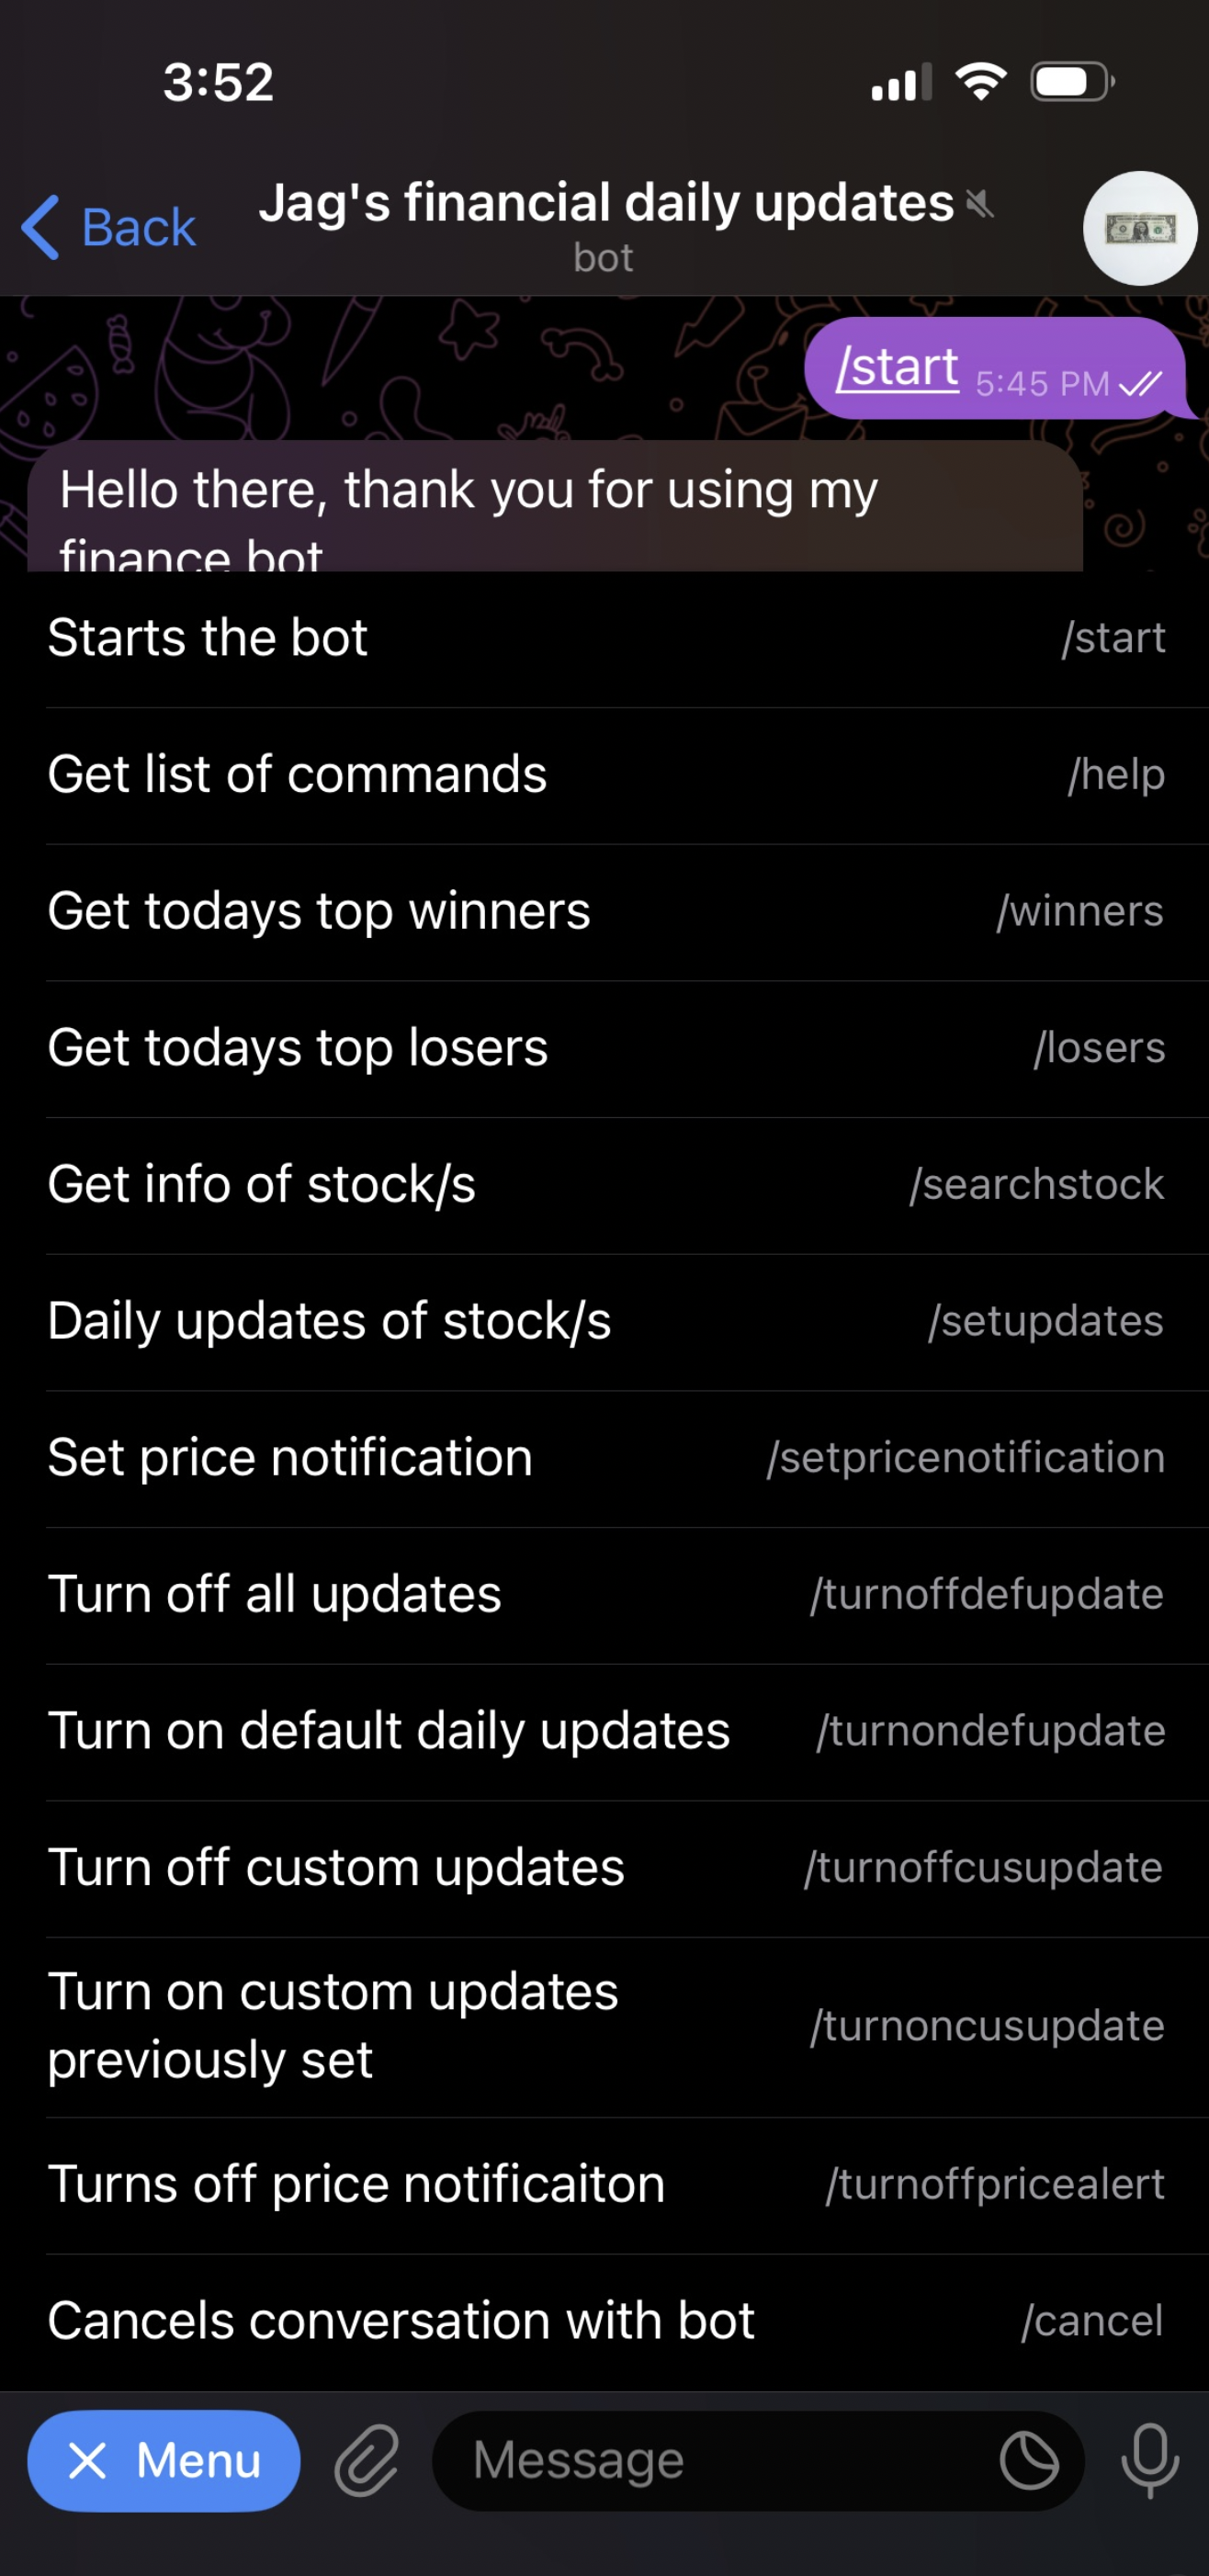 3:52
Back
Jag's financial daily updates
bot
/start 5:45 PM
Hello there, thank you for using my
finance bot
Starts the bot /start
Get list of commands /help
Get todays top winners /winners
Get todays top losers /losers
Get info of stock/s /searchstock
Daily updates of stock/s /setupdates
Set price notification /setpricenotification
Turn off all updates /turnoffdefupdate
Turn on default daily updates /turnondefupdate
Turn off custom updates /turnoffcusupdate
Turn on custom updates
previously set /turnoncusupdate
Turns off price notificaiton /turnoffpricealert
Cancels conversation with bot /cancel
Menu
Message